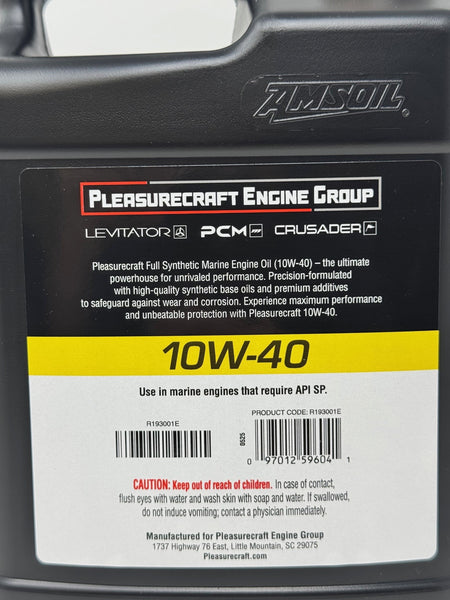 AMSOIL
PLEASURECRAFT ENGINE GROUP
LEVITATOR PCM CRUSADER
Pleasurecraft Full Synthetic Marine Engine Oil (10W-40) – the ultimate
powerhouse for unrivaled performance. Precision-formulated
with high-quality synthetic base oils and premium additives
to safeguard against wear and corrosion. Experience maximum performance
and unbeatable protection with Pleasurecraft 10W-40.
10W-40
Use in marine engines that require API SP.
R193001E
PRODUCT CODE: R193001E
0525
0 97012 59604 1
CAUTION: Keep out of reach of children. In case of contact,
flush eyes with water and wash skin with soap and water. If swallowed,
do not induce vomiting; contact a physician immediately.
Manufactured for Pleasurecraft Engine Group
1737 Highway 76 East, Little Mountain, SC 29075
Pleasurecraft.com